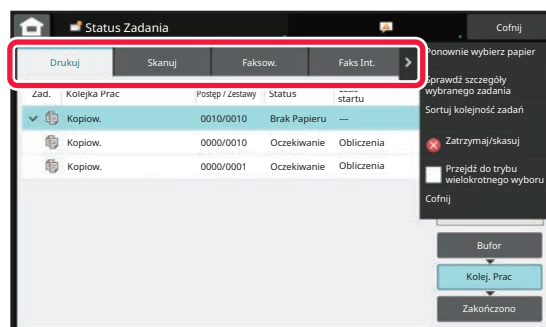 Status Zadania
Cofnij
Drukuj
Skanuj
Faksow.
Faks Int.
Ponownie wybierz papier
Sprawdź szczegóły
wybranego zadania
Sortuj kolejność zadań
Zatrzymaj/skasuj
Przejdź do trybu
wielokrotnego wyboru
Cofnij
Zad.
Kolejka Prac
Postęp / Zestawy
Status
startu
Kopiow.
0010/0010
Brak Papieru
---
Kopiow.
0000/0010
Oczekiwanie
Obliczenia
Kopiow.
0000/0001
Oczekiwanie
Obliczenia
Bufor
Kolej. Prac
Zakończono